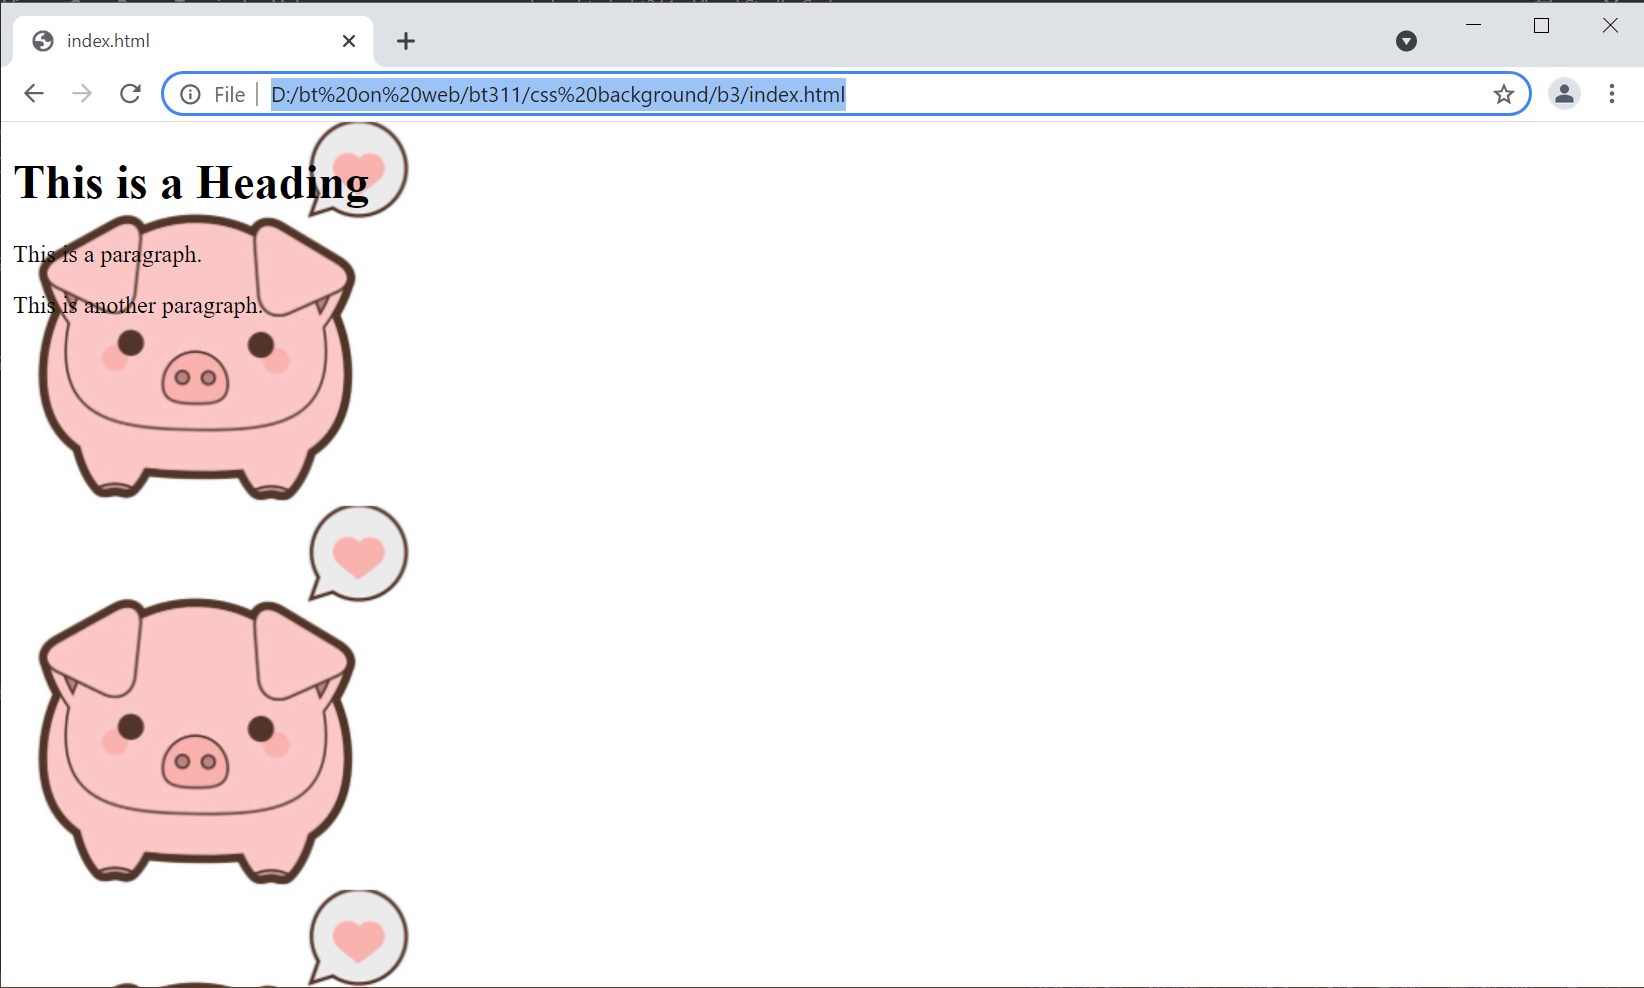 index.html
File D:/bt%20on%20web/bt311/css%20background/b3/index.html
This is a Heading
This is a paragraph.
This is another paragraph.